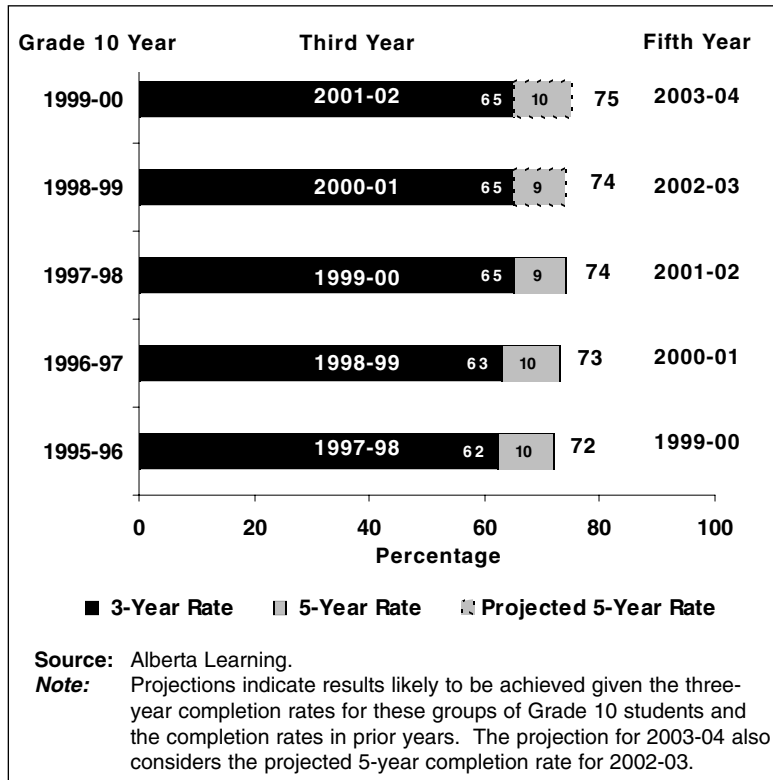 Grade 10 Year Third Year Fifth Year
1999-00 2001-02 65 10 75 2003-04
1998-99 2000-01 65 9 74 2002-03
1997-98 1999-00 65 9 74 2001-02
1996-97 1998-99 63 10 73 2000-01
1995-96 1997-98 62 10 72 1999-00
0 20 40 60 80 100
Percentage
3-Year Rate 5-Year Rate Projected 5-Year Rate
Source: Alberta Learning.
Note: Projections indicate results likely to be achieved given the three-
year completion rates for these groups of Grade 10 students and
the completion rates in prior years. The projection for 2003-04 also
considers the projected 5-year completion rate for 2002-03.